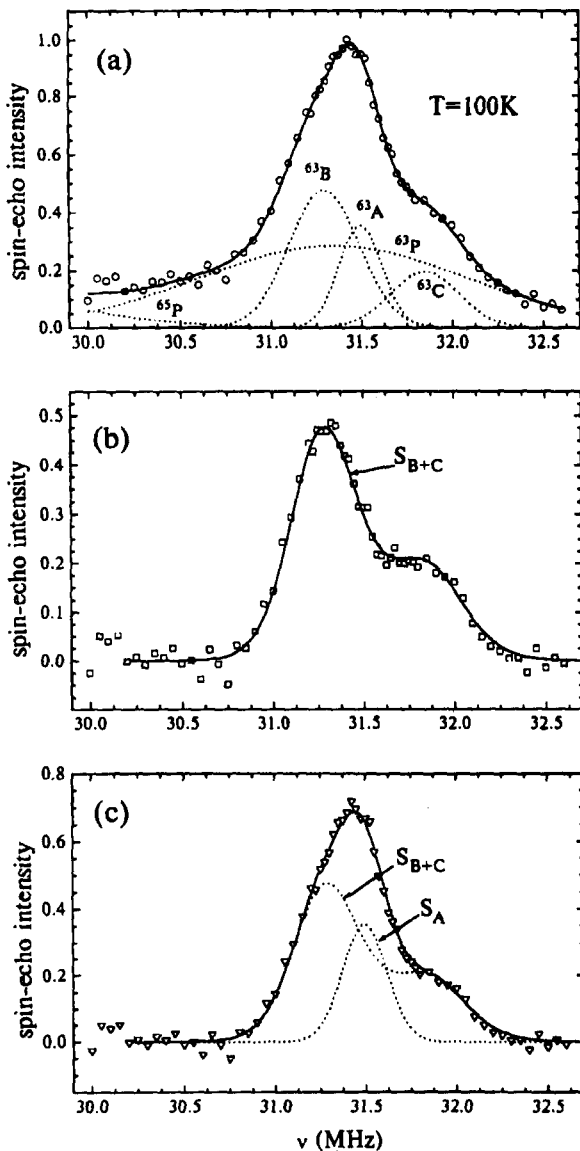 (a)
T=100K
spin-echo intensity
1.0
0.8
0.6
0.4
0.2
0.0
63B
63A
63P
65P
63C
30.0 30.5 31.0 31.5 32.0 32.5
(b)
spin-echo intensity
0.5
0.4
0.3
0.2
0.1
0.0
SB+C
30.0 30.5 31.0 31.5 32.0 32.5
(c)
spin-echo intensity
0.8
0.6
0.4
0.2
0.0
SB+C
SA
30.0 30.5 31.0 31.5 32.0 32.5
ν (MHz)